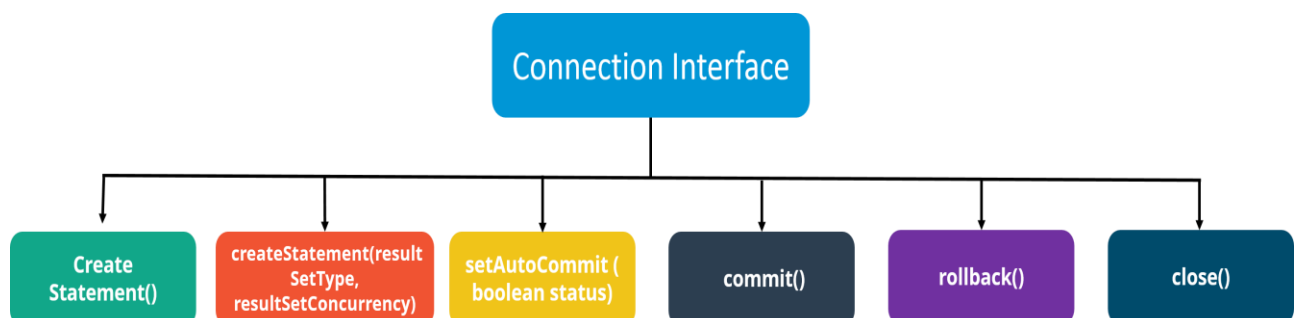 Connection Interface
Create
Statement()
createStatement(result
SetType,
resultSetConcurrency)
setAutoCommit (
boolean status)
commit()
rollback()
close()